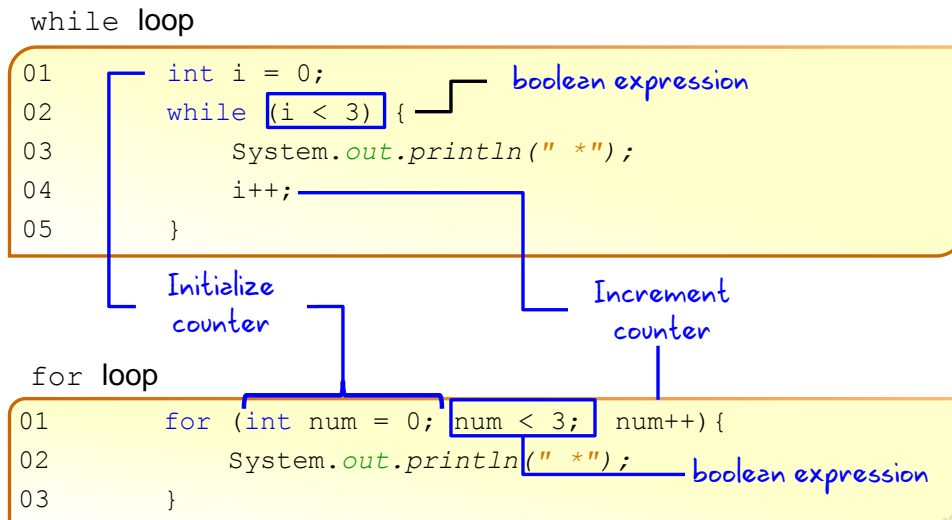 while loop
01 int i = 0;
boolean expression
02 while (i < 3) {
03 System.out.println(" *");
04 i++;
05 }
Initialize
counter
Increment
counter
for loop
01 for (int num = 0; num < 3; num++){
02 System.out.println(" *");
boolean expression
03 }